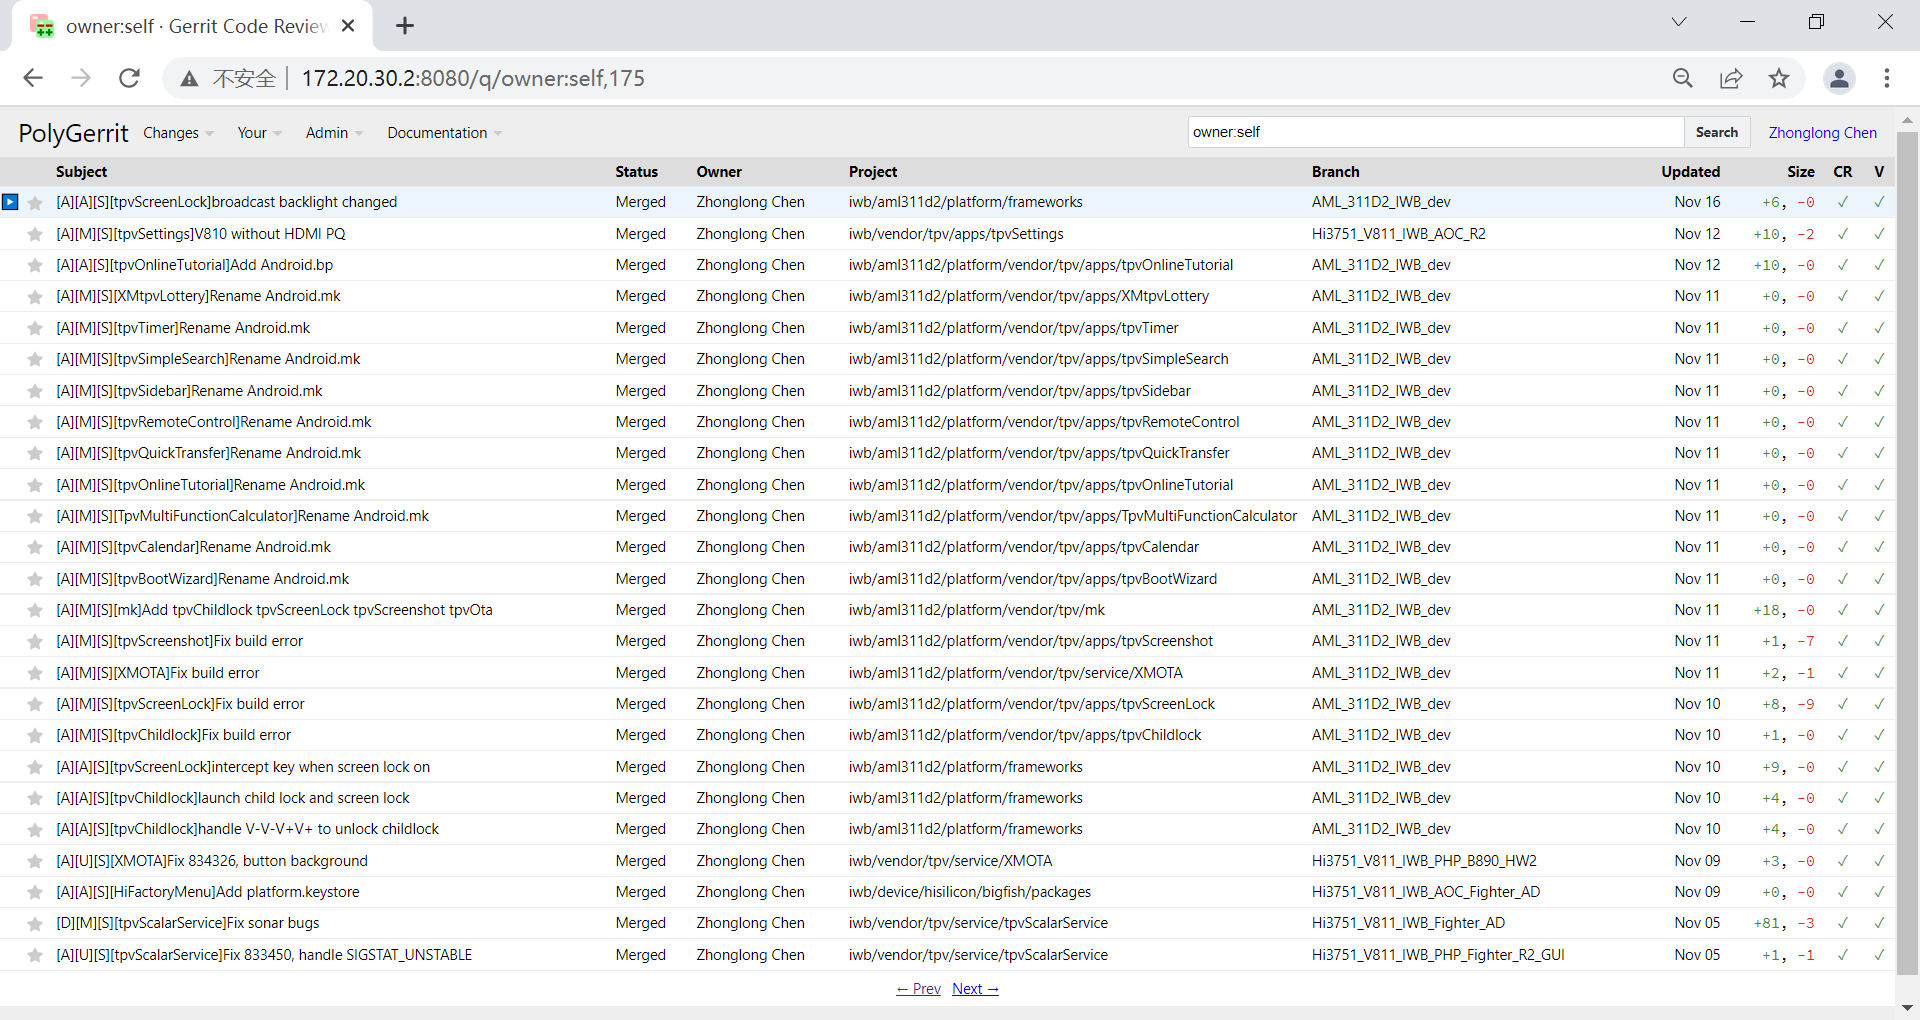 owner:self · Gerrit Code Review
不安全 172.20.30.2:8080/q/owner:self,175
PolyGerrit Changes Your Admin Documentation owner:self Search Zhonglong Chen
Subject Status Owner Project Branch Updated Size CR V
[A][A][S][tpvScreenLock]broadcast backlight changed Merged Zhonglong Chen iwb/aml311d2/platform/frameworks AML_311D2_IWB_dev Nov 16 +6, -0 ✓ ✓
[A][M][S][tpvSettings]V810 without HDMI PQ Merged Zhonglong Chen iwb/vendor/tpv/apps/tpvSettings Hi3751_V811_IWB_AOC_R2 Nov 12 +10, -2 ✓ ✓
[A][A][S][tpvOnlineTutorial]Add Android.bp Merged Zhonglong Chen iwb/aml311d2/platform/vendor/tpv/apps/tpvOnlineTutorial AML_311D2_IWB_dev Nov 12 +10, -0 ✓ ✓
[A][M][S][XMtpvLottery]Rename Android.mk Merged Zhonglong Chen iwb/aml311d2/platform/vendor/tpv/apps/XMtpvLottery AML_311D2_IWB_dev Nov 11 +0, -0 ✓ ✓
[A][M][S][tpvTimer]Rename Android.mk Merged Zhonglong Chen iwb/aml311d2/platform/vendor/tpv/apps/tpvTimer AML_311D2_IWB_dev Nov 11 +0, -0 ✓ ✓
[A][M][S][tpvSimpleSearch]Rename Android.mk Merged Zhonglong Chen iwb/aml311d2/platform/vendor/tpv/apps/tpvSimpleSearch AML_311D2_IWB_dev Nov 11 +0, -0 ✓ ✓
[A][M][S][tpvSidebar]Rename Android.mk Merged Zhonglong Chen iwb/aml311d2/platform/vendor/tpv/apps/tpvSidebar AML_311D2_IWB_dev Nov 11 +0, -0 ✓ ✓
[A][M][S][tpvRemoteControl]Rename Android.mk Merged Zhonglong Chen iwb/aml311d2/platform/vendor/tpv/apps/tpvRemoteControl AML_311D2_IWB_dev Nov 11 +0, -0 ✓ ✓
[A][M][S][tpvQuickTransfer]Rename Android.mk Merged Zhonglong Chen iwb/aml311d2/platform/vendor/tpv/apps/tpvQuickTransfer AML_311D2_IWB_dev Nov 11 +0, -0 ✓ ✓
[A][M][S][tpvOnlineTutorial]Rename Android.mk Merged Zhonglong Chen iwb/aml311d2/platform/vendor/tpv/apps/tpvOnlineTutorial AML_311D2_IWB_dev Nov 11 +0, -0 ✓ ✓
[A][M][S][TpvMultiFunctionCalculator]Rename Android.mk Merged Zhonglong Chen iwb/aml311d2/platform/vendor/tpv/apps/TpvMultiFunctionCalculator AML_311D2_IWB_dev Nov 11 +0, -0 ✓ ✓
[A][M][S][tpvCalendar]Rename Android.mk Merged Zhonglong Chen iwb/aml311d2/platform/vendor/tpv/apps/tpvCalendar AML_311D2_IWB_dev Nov 11 +0, -0 ✓ ✓
[A][M][S][tpvBootWizard]Rename Android.mk Merged Zhonglong Chen iwb/aml311d2/platform/vendor/tpv/apps/tpvBootWizard AML_311D2_IWB_dev Nov 11 +0, -0 ✓ ✓
[A][M][S][mk]Add tpvChildlock tpvScreenLock tpvScreenshot tpvOta Merged Zhonglong Chen iwb/aml311d2/platform/vendor/tpv/mk AML_311D2_IWB_dev Nov 11 +18, -0 ✓ ✓
[A][M][S][tpvScreenshot]Fix build error Merged Zhonglong Chen iwb/aml311d2/platform/vendor/tpv/apps/tpvScreenshot AML_311D2_IWB_dev Nov 11 +1, -7 ✓ ✓
[A][M][S][XMOTA]Fix build error Merged Zhonglong Chen iwb/aml311d2/platform/vendor/tpv/service/XMOTA AML_311D2_IWB_dev Nov 11 +2, -1 ✓ ✓
[A][M][S][tpvScreenLock]Fix build error Merged Zhonglong Chen iwb/aml311d2/platform/vendor/tpv/apps/tpvScreenLock AML_311D2_IWB_dev Nov 10 +8, -9 ✓ ✓
[A][M][S][tpvChildlock]Fix build error Merged Zhonglong Chen iwb/aml311d2/platform/vendor/tpv/apps/tpvChildlock AML_311D2_IWB_dev Nov 10 +1, -0 ✓ ✓
[A][A][S][tpvScreenLock]intercept key when screen lock on Merged Zhonglong Chen iwb/aml311d2/platform/frameworks AML_311D2_IWB_dev Nov 10 +9, -0 ✓ ✓
[A][A][S][tpvChildlock]launch child lock and screen lock Merged Zhonglong Chen iwb/aml311d2/platform/frameworks AML_311D2_IWB_dev Nov 10 +4, -0 ✓ ✓
[A][A][S][tpvChildlock]handle V-V-V+V+ to unlock childlock Merged Zhonglong Chen iwb/aml311d2/platform/frameworks AML_311D2_IWB_dev Nov 10 +4, -0 ✓ ✓
[A][U][S][XMOTA]Fix 834326, button background Merged Zhonglong Chen iwb/vendor/tpv/service/XMOTA Hi3751_V811_IWB_PHP_B890_HW2 Nov 09 +3, -0 ✓ ✓
[A][A][S][HiFactoryMenu]Add platform.keystore Merged Zhonglong Chen iwb/device/hisilicon/bigfish/packages Hi3751_V811_IWB_AOC_Fighter_AD Nov 09 +0, -0 ✓ ✓
[D][M][S][tpvScalarService]Fix sonar bugs Merged Zhonglong Chen iwb/vendor/tpv/service/tpvScalarService Hi3751_V811_IWB_Fighter_AD Nov 05 +81, -3 ✓ ✓
[A][U][S][tpvScalarService]Fix 833450, handle SIGSTAT_UNSTABLE Merged Zhonglong Chen iwb/vendor/tpv/service/tpvScalarService Hi3751_V811_IWB_PHP_Fighter_R2_GUI Nov 05 +1, -1 ✓ ✓
← Prev Next →